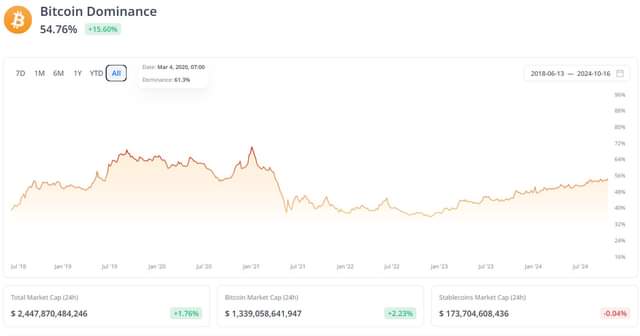 Bitcoin Dominance
54.76% +15.60%
7D 1M 6M 1Y YTD All
Date: Mar 4, 2020, 07:00
Dominance: 61.3%
2018-06-13 — 2024-10-16
96%
88%
80%
72%
64%
56%
48%
40%
32%
24%
16%
Jul '18 Jan '19 Jul '19 Jan '20 Jul '20 Jan '21 Jul '21 Jan '22 Jul '22 Jan '23 Jul '23 Jan '24 Jul '24
Total Market Cap (24h)
$ 2,447,870,484,246 +1.76%
Bitcoin Market Cap (24h)
$ 1,339,058,641,947 +2.23%
Stablecoins Market Cap (24h)
$ 173,704,608,436 -0.04%